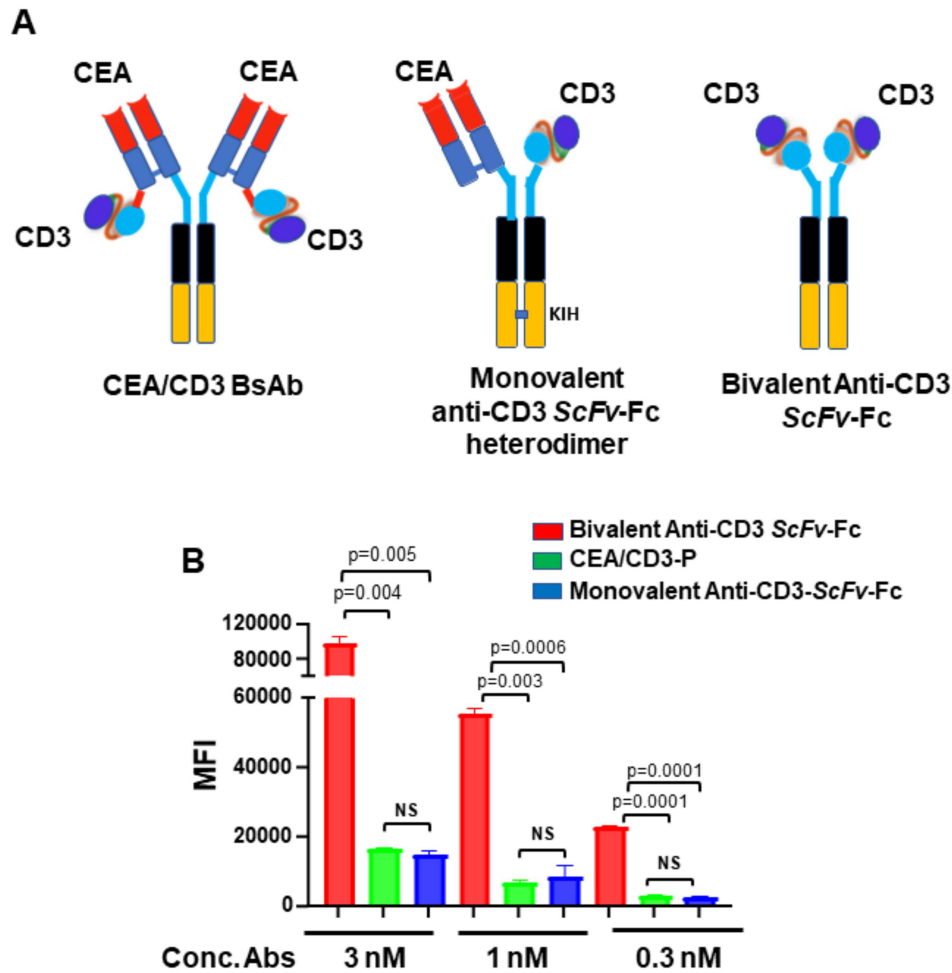 A
CEA
CEA
CEA
CD3
CD3
CD3
CD3
CD3
KIH
CEA/CD3 BsAb
Monovalent
anti-CD3 ScFv-Fc
heterodimer
Bivalent Anti-CD3
ScFv-Fc
B
Bivalent Anti-CD3 ScFv-Fc
CEA/CD3-P
Monovalent Anti-CD3-ScFv-Fc
p=0.005
p=0.004
p=0.0006
p=0.003
p=0.0001
p=0.0001
NS
NS
NS
MFI
120000
80000
60000
40000
20000
0
Conc.Abs
3 nM
1 nM
0.3 nM